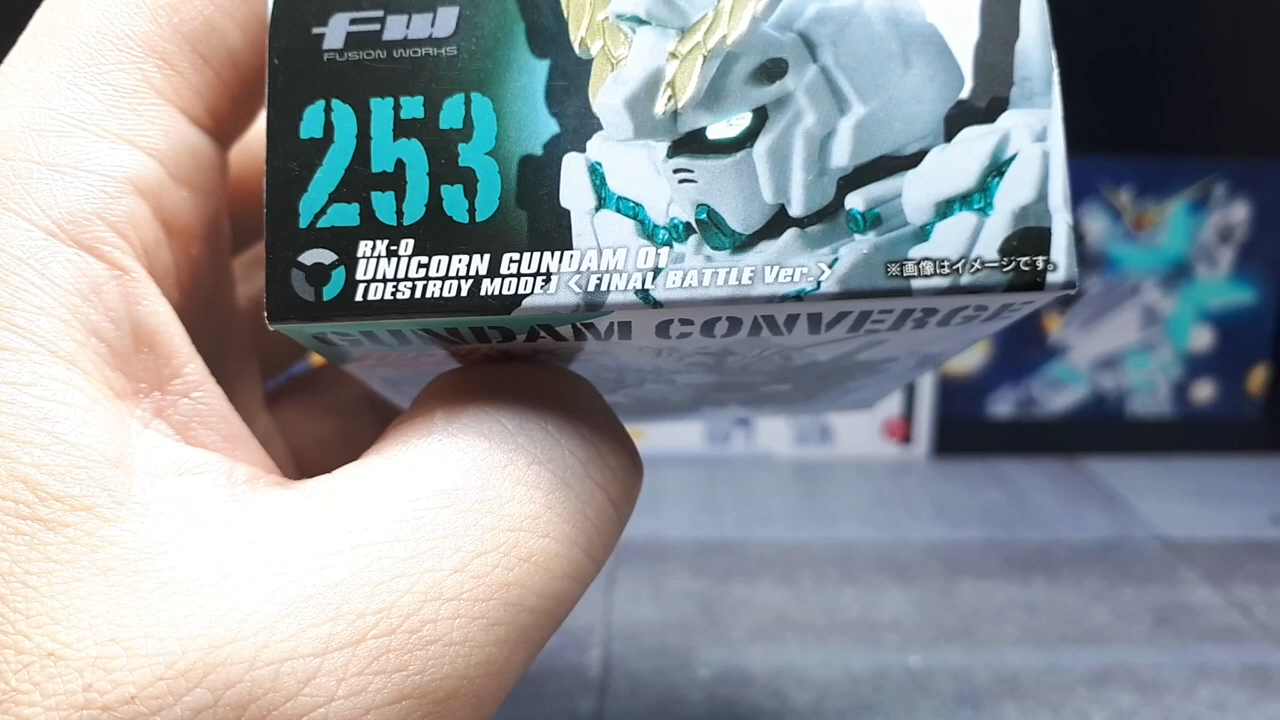 FW
FUSION WORKS
253
RX-0
UNICORN GUNDAM 01
[DESTROY MODE] <FINAL BATTLE Ver.>
※画像はイメージです。
GUNDAM CONVERGE